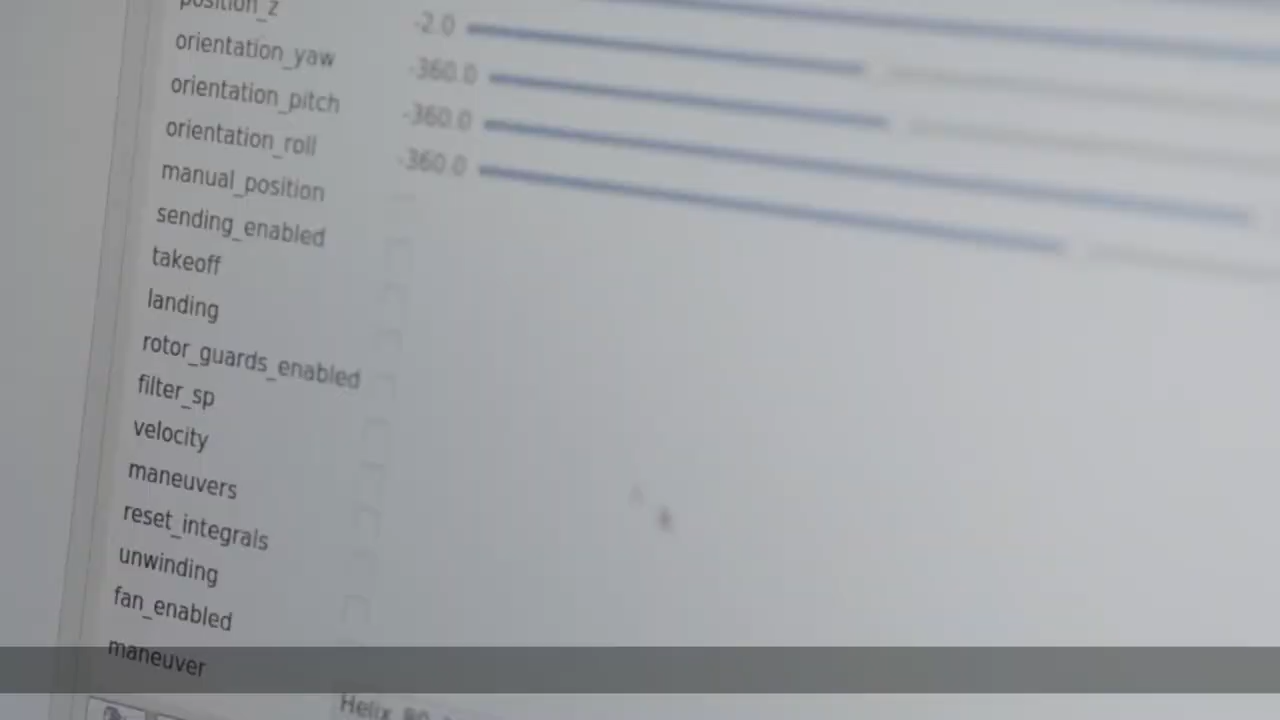 position_z -2.0
orientation_yaw -360.0
orientation_pitch -360.0
orientation_roll -360.0
manual_position
sending_enabled
takeoff
landing
rotor_guards_enabled
filter_sp
velocity
maneuvers
reset_integrals
unwinding
fan_enabled
maneuver
Helix